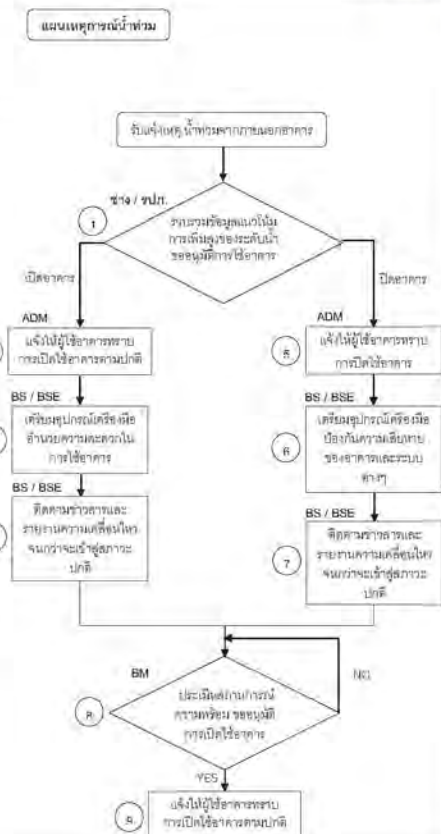 แผนเหตุการณ์น้ำท่วม
รับแจ้งเหตุ น้ำท่วมจากภายนอกอาคาร
ช่าง / รปภ.
1
รวบรวมข้อมูลแนวโน้ม
การเพิ่มสูงของระดับน้ำ
ขออนุมัติการใช้อาคาร
เปิดอาคาร
ปิดอาคาร
ADM
แจ้งให้ผู้ใช้อาคารทราบ
การเปิดใช้อาคารตามปกติ
BS / BSE
เตรียมอุปกรณ์เครื่องมือ
อำนวยความสะดวกใน
การใช้อาคาร
BS / BSE
ติดตามข่าวสารและ
รายงานความเคลื่อนไหว
จนกว่าจะเข้าสู่สภาวะ
ปกติ
ADM
5
แจ้งให้ผู้ใช้อาคารทราบ
การปิดใช้อาคาร
BS / BSE
6
เตรียมอุปกรณ์เครื่องมือ
ป้องกันความเสียหาย
ของอาคารและระบบ
ต่างๆ
BS / BSE
7
ติดตามข่าวสารและ
รายงานความเคลื่อนไหว
จนกว่าจะเข้าสู่สภาวะ
ปกติ
BM
8
ประเมินสถานการณ์
ความพร้อม ขออนุมัติ
การเปิดใช้อาคาร
NO
YES
9
แจ้งให้ผู้ใช้อาคารทราบ
การเปิดใช้อาคารตามปกติ